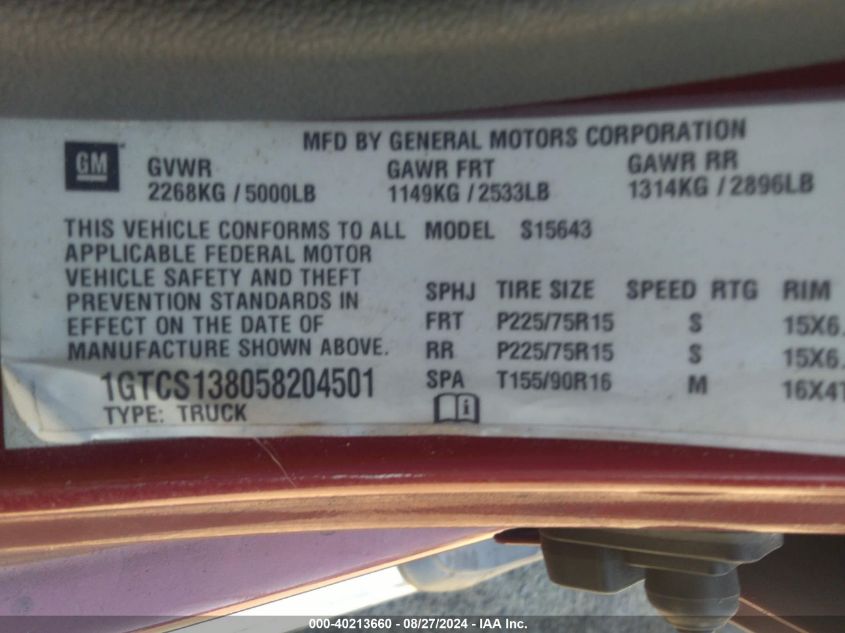 MFD BY GENERAL MOTORS CORPORATION
GM
GVWR GAWR FRT GAWR RR
2268KG / 5000LB 1149KG / 2533LB 1314KG / 2896LB
THIS VEHICLE CONFORMS TO ALL
APPLICABLE FEDERAL MOTOR
VEHICLE SAFETY AND THEFT
PREVENTION STANDARDS IN
EFFECT ON THE DATE OF
MANUFACTURE SHOWN ABOVE.
1GTCS138058204501
TYPE: TRUCK
MODEL S15643
SPHJ TIRE SIZE SPEED RTG RIM
FRT P225/75R15 S 15X6.
RR P225/75R15 S 15X6.
SPA T155/90R16 M 16X4T
000-40213660 - 08/27/2024 - IAA Inc.